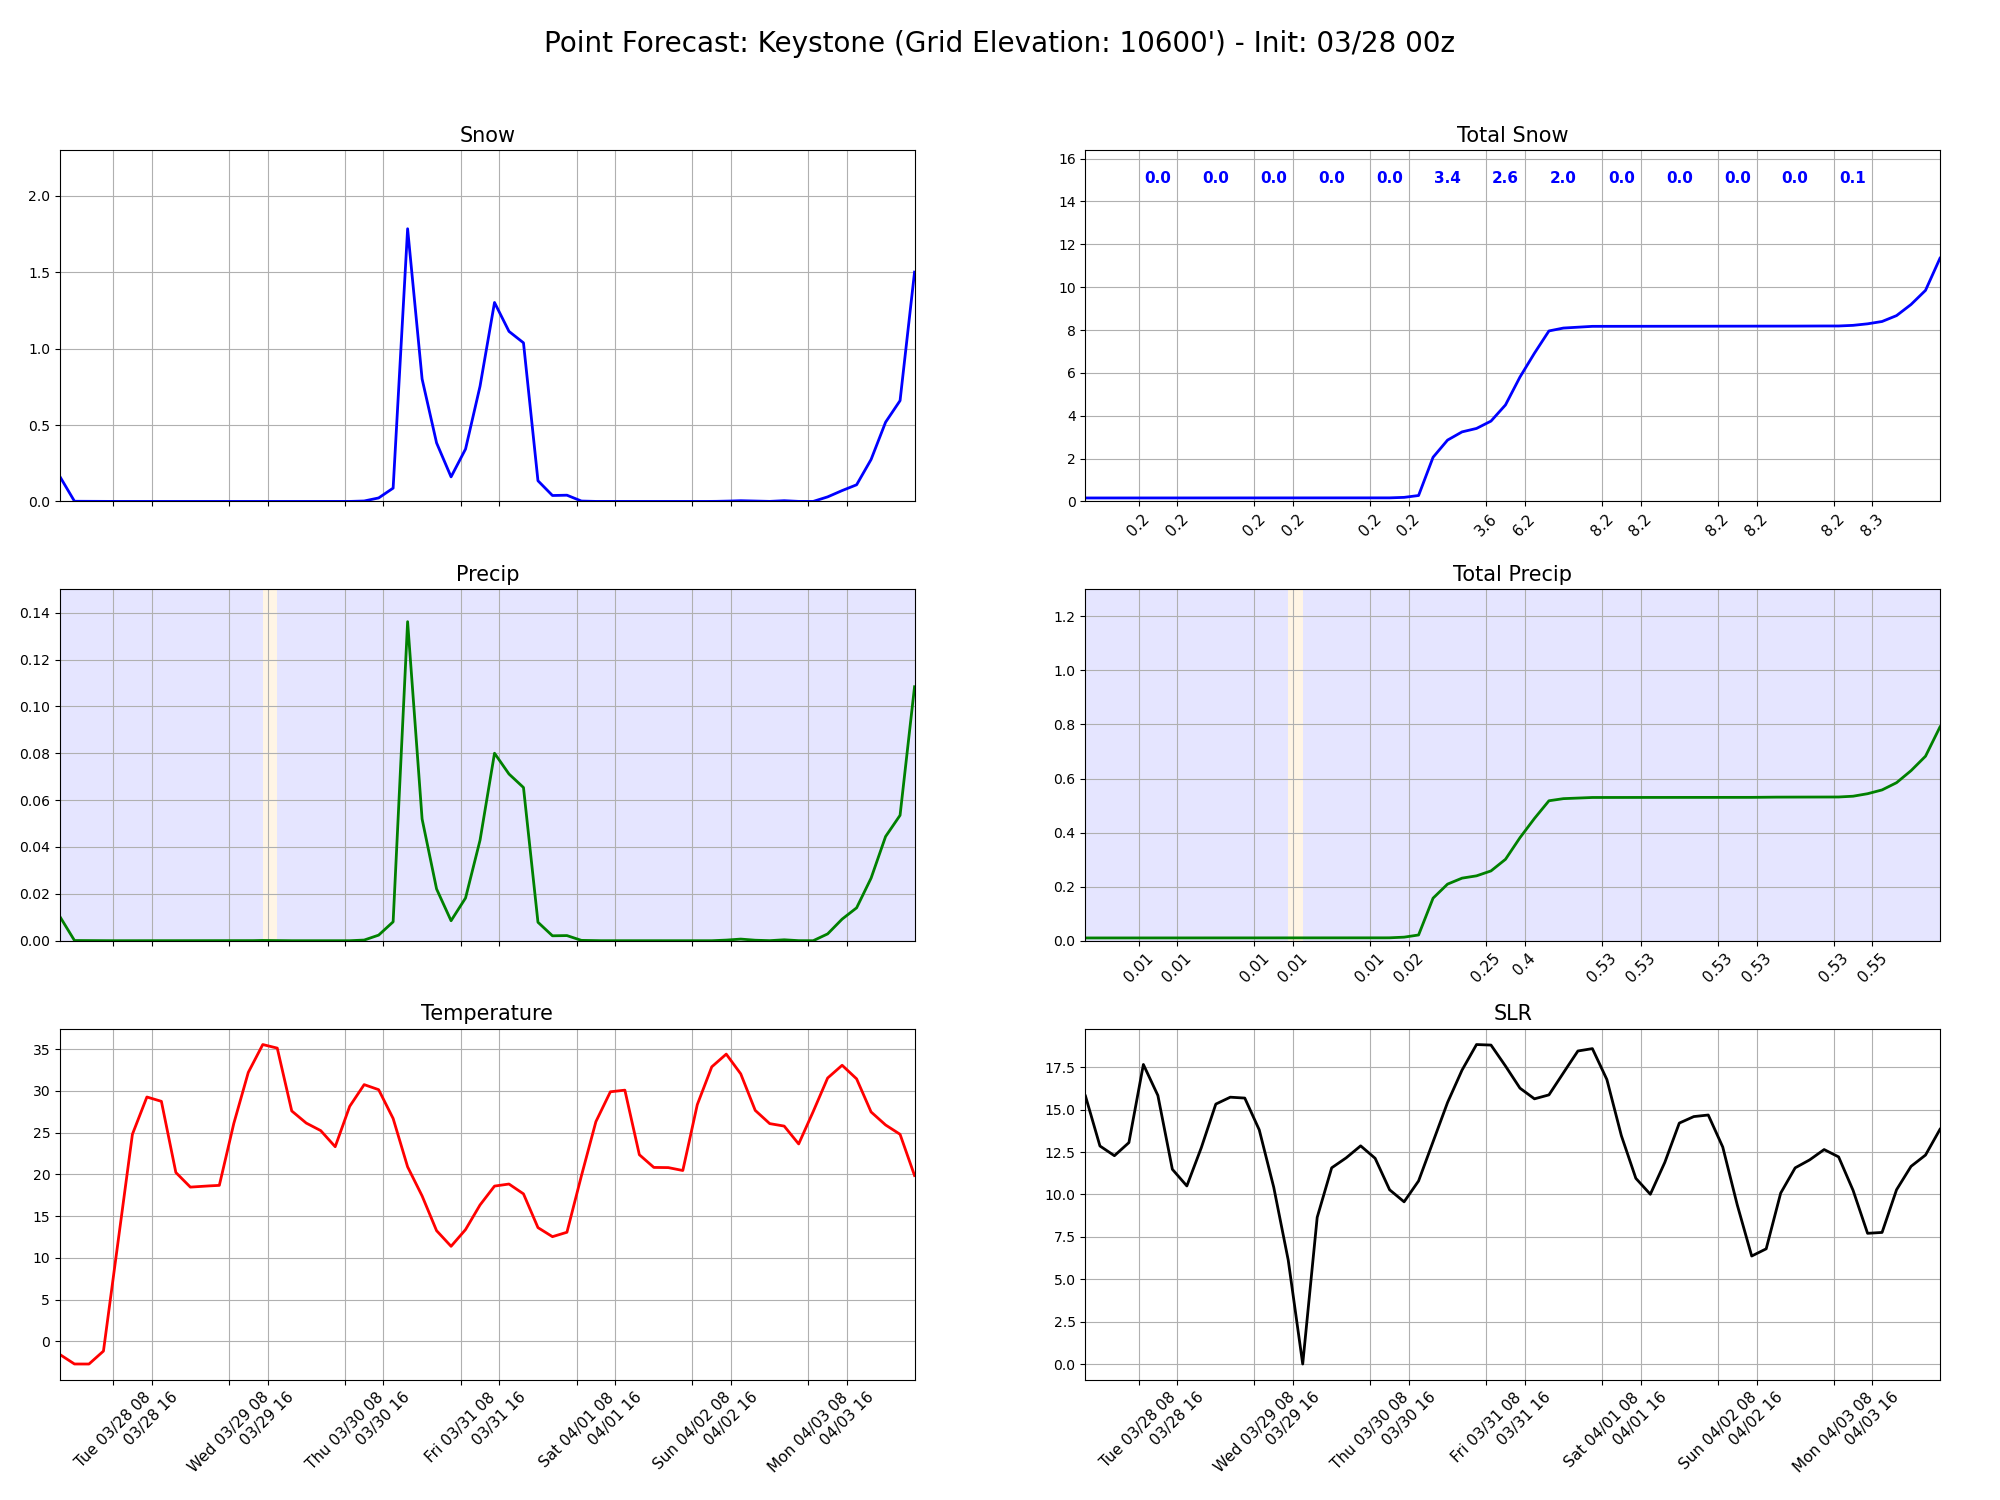 Point Forecast: Keystone (Grid Elevation: 10600') - Init: 03/28 00z
Snow
2.0
1.5
1.0
0.5
0.0
Total Snow
16
14
12
10
8
6
4
2
0
0.0 0.0 0.0 0.0 0.0 3.4 2.6 2.0 0.0 0.0 0.0 0.0 0.1
0.2 0.2 0.2 0.2 0.2 0.2 3.6 6.2 8.2 8.2 8.2 8.2 8.2 8.3
Precip
0.14
0.12
0.10
0.08
0.06
0.04
0.02
0.00
Total Precip
1.2
1.0
0.8
0.6
0.4
0.2
0.0
0.01 0.01 0.01 0.01 0.01 0.02 0.25 0.4 0.53 0.53 0.53 0.53 0.53 0.55
Temperature
35
30
25
20
15
10
5
0
Tue 03/28 08
03/28 16
Wed 03/29 08
03/29 16
Thu 03/30 08
03/30 16
Fri 03/31 08
03/31 16
Sat 04/01 08
04/01 16
Sun 04/02 08
04/02 16
Mon 04/03 08
04/03 16
SLR
17.5
15.0
12.5
10.0
7.5
5.0
2.5
0.0
Tue 03/28 08
03/28 16
Wed 03/29 08
03/29 16
Thu 03/30 08
03/30 16
Fri 03/31 08
03/31 16
Sat 04/01 08
04/01 16
Sun 04/02 08
04/02 16
Mon 04/03 08
04/03 16